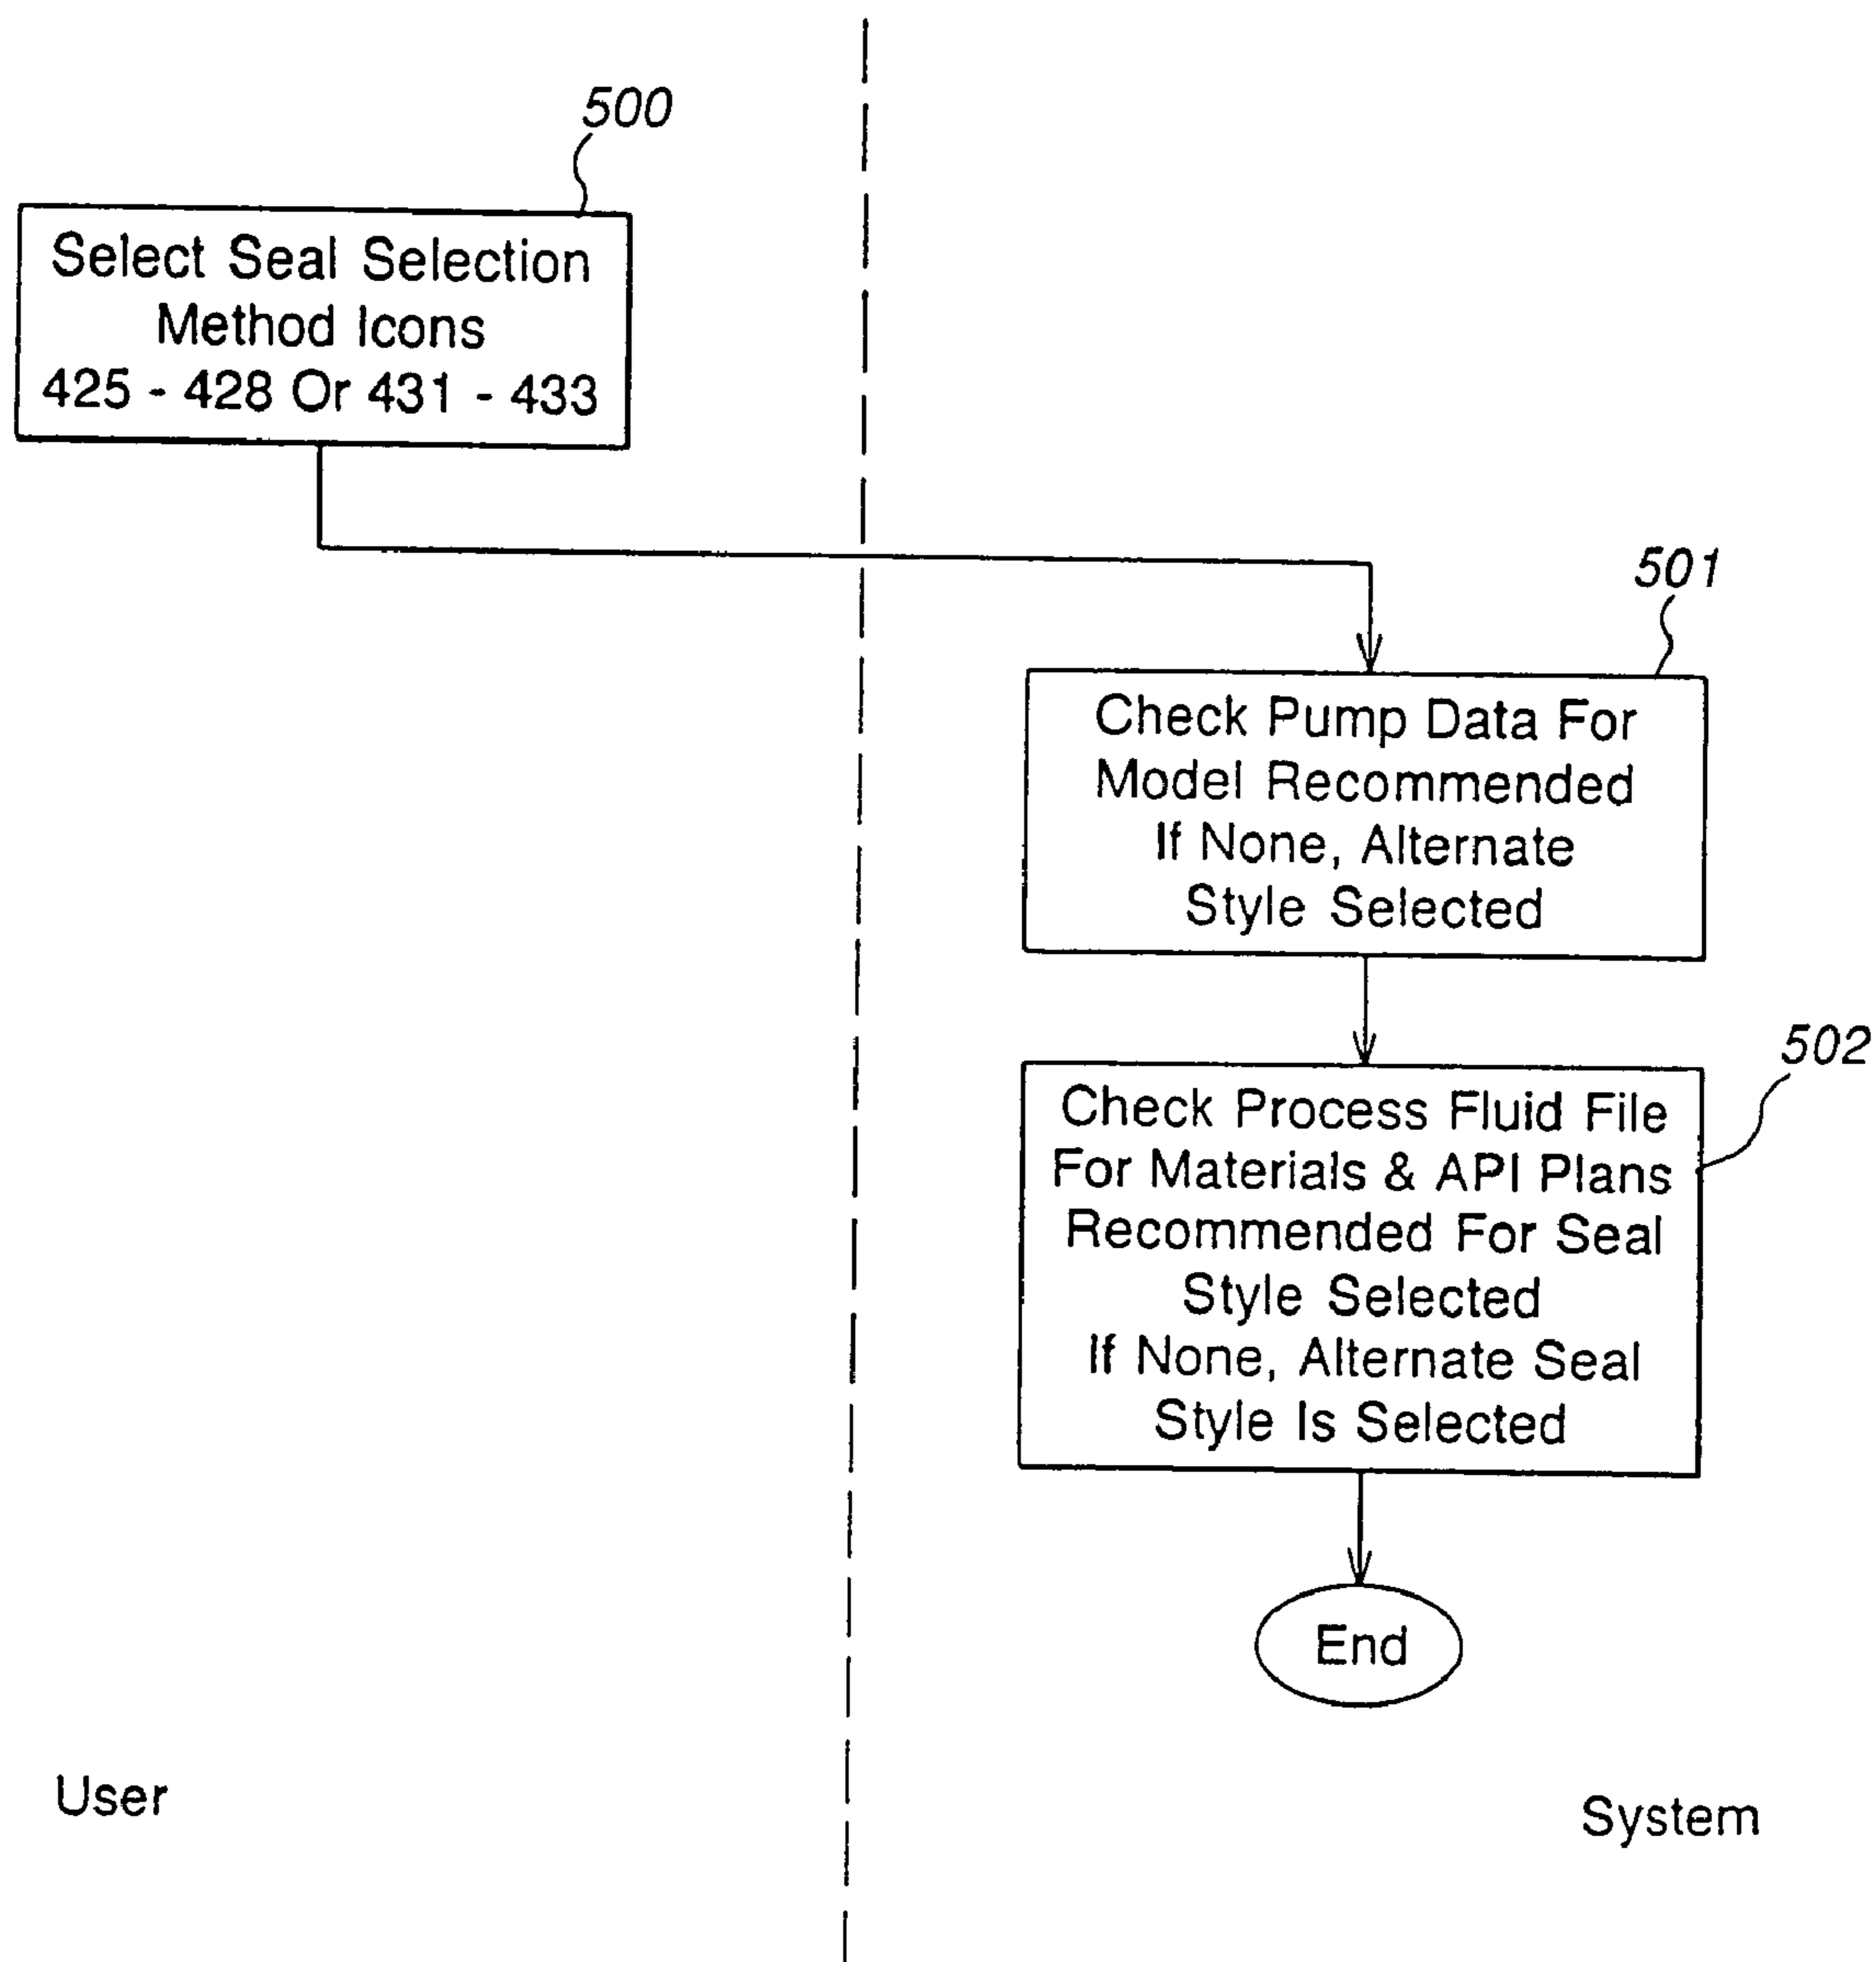 500
Select Seal Selection
Method Icons
425 - 428 Or 431 - 433
501
Check Pump Data For
Model Recommended
If None, Alternate
Style Selected
502
Check Process Fluid File
For Materials & API Plans
Recommended For Seal
Style Selected
If None, Alternate Seal
Style Is Selected
End
User
System